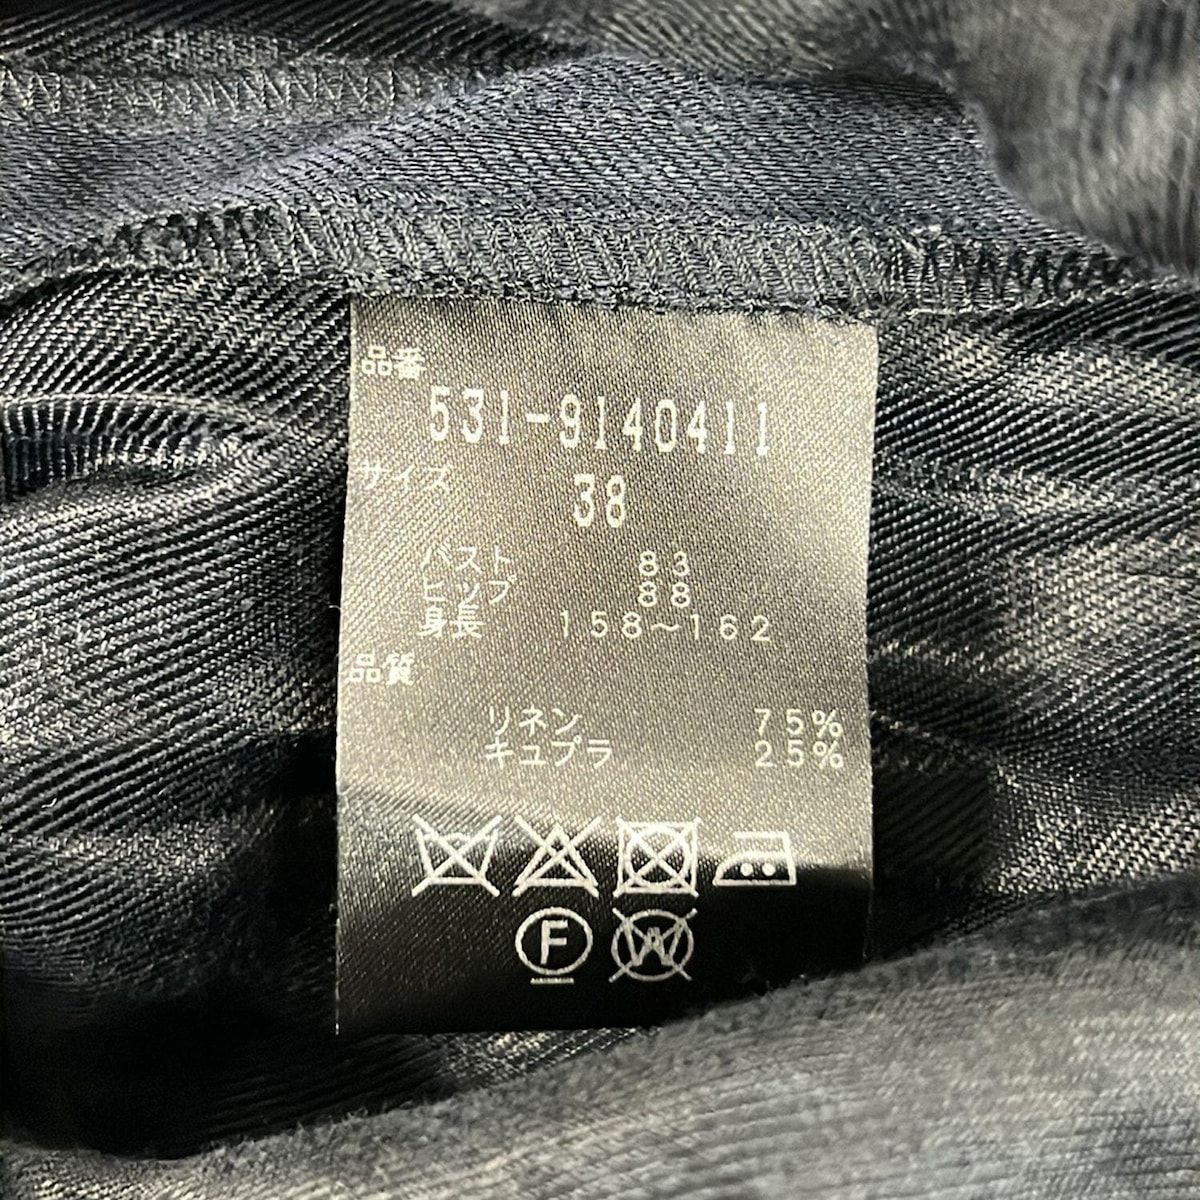 品番
531-9140411
サイズ 38
バスト 83
ヒップ 88
身長 158~162
品質
リネン 75%
キュプラ 25%
F W